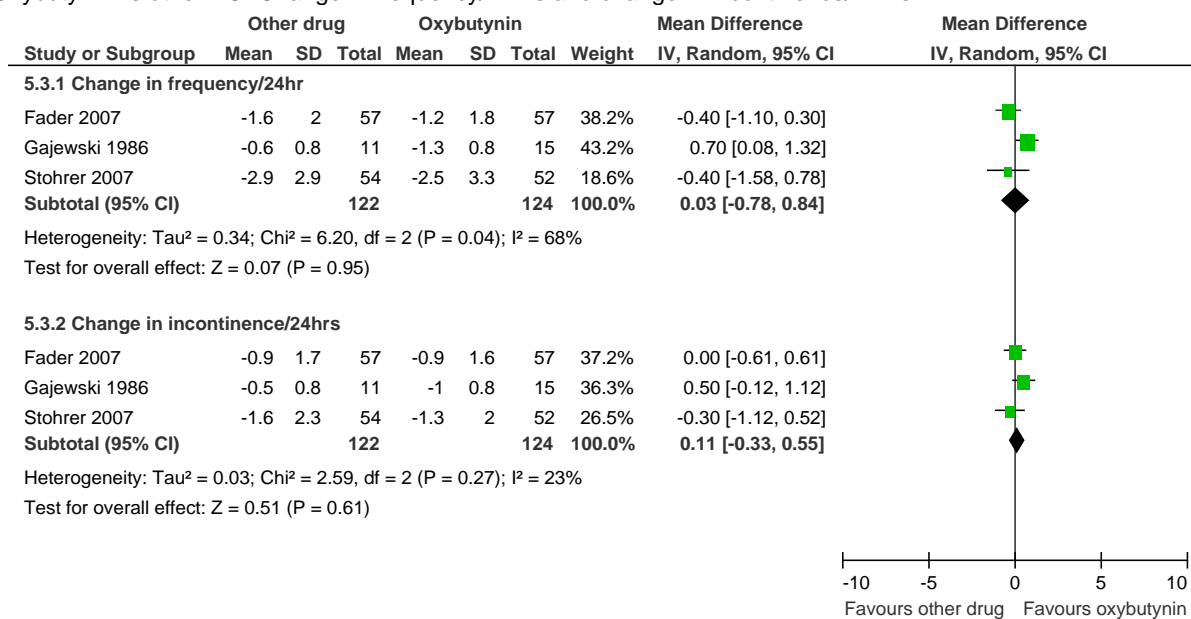 Other drug Oxybutynin Mean Difference Mean Difference
Study or Subgroup Mean SD Total Mean SD Total Weight IV, Random, 95% CI IV, Random, 95% CI
5.3.1 Change in frequency/24hr
Fader 2007 -1.6 2 57 -1.2 1.8 57 38.2% -0.40 [-1.10, 0.30]
Gajewski 1986 -0.6 0.8 11 -1.3 0.8 15 43.2% 0.70 [0.08, 1.32]
Stohrer 2007 -2.9 2.9 54 -2.5 3.3 52 18.6% -0.40 [-1.58, 0.78]
Subtotal (95% CI) 122 124 100.0% 0.03 [-0.78, 0.84]
Heterogeneity: Tau² = 0.34; Chi² = 6.20, df = 2 (P = 0.04); I² = 68%
Test for overall effect: Z = 0.07 (P = 0.95)
5.3.2 Change in incontinence/24hrs
Fader 2007 -0.9 1.7 57 -0.9 1.6 57 37.2% 0.00 [-0.61, 0.61]
Gajewski 1986 -0.5 0.8 11 -1 0.8 15 36.3% 0.50 [-0.12, 1.12]
Stohrer 2007 -1.6 2.3 54 -1.3 2 52 26.5% -0.30 [-1.12, 0.52]
Subtotal (95% CI) 122 124 100.0% 0.11 [-0.33, 0.55]
Heterogeneity: Tau² = 0.03; Chi² = 2.59, df = 2 (P = 0.27); I² = 23%
Test for overall effect: Z = 0.51 (P = 0.61)
-10 -5 0 5 10
Favours other drug Favours oxybutynin